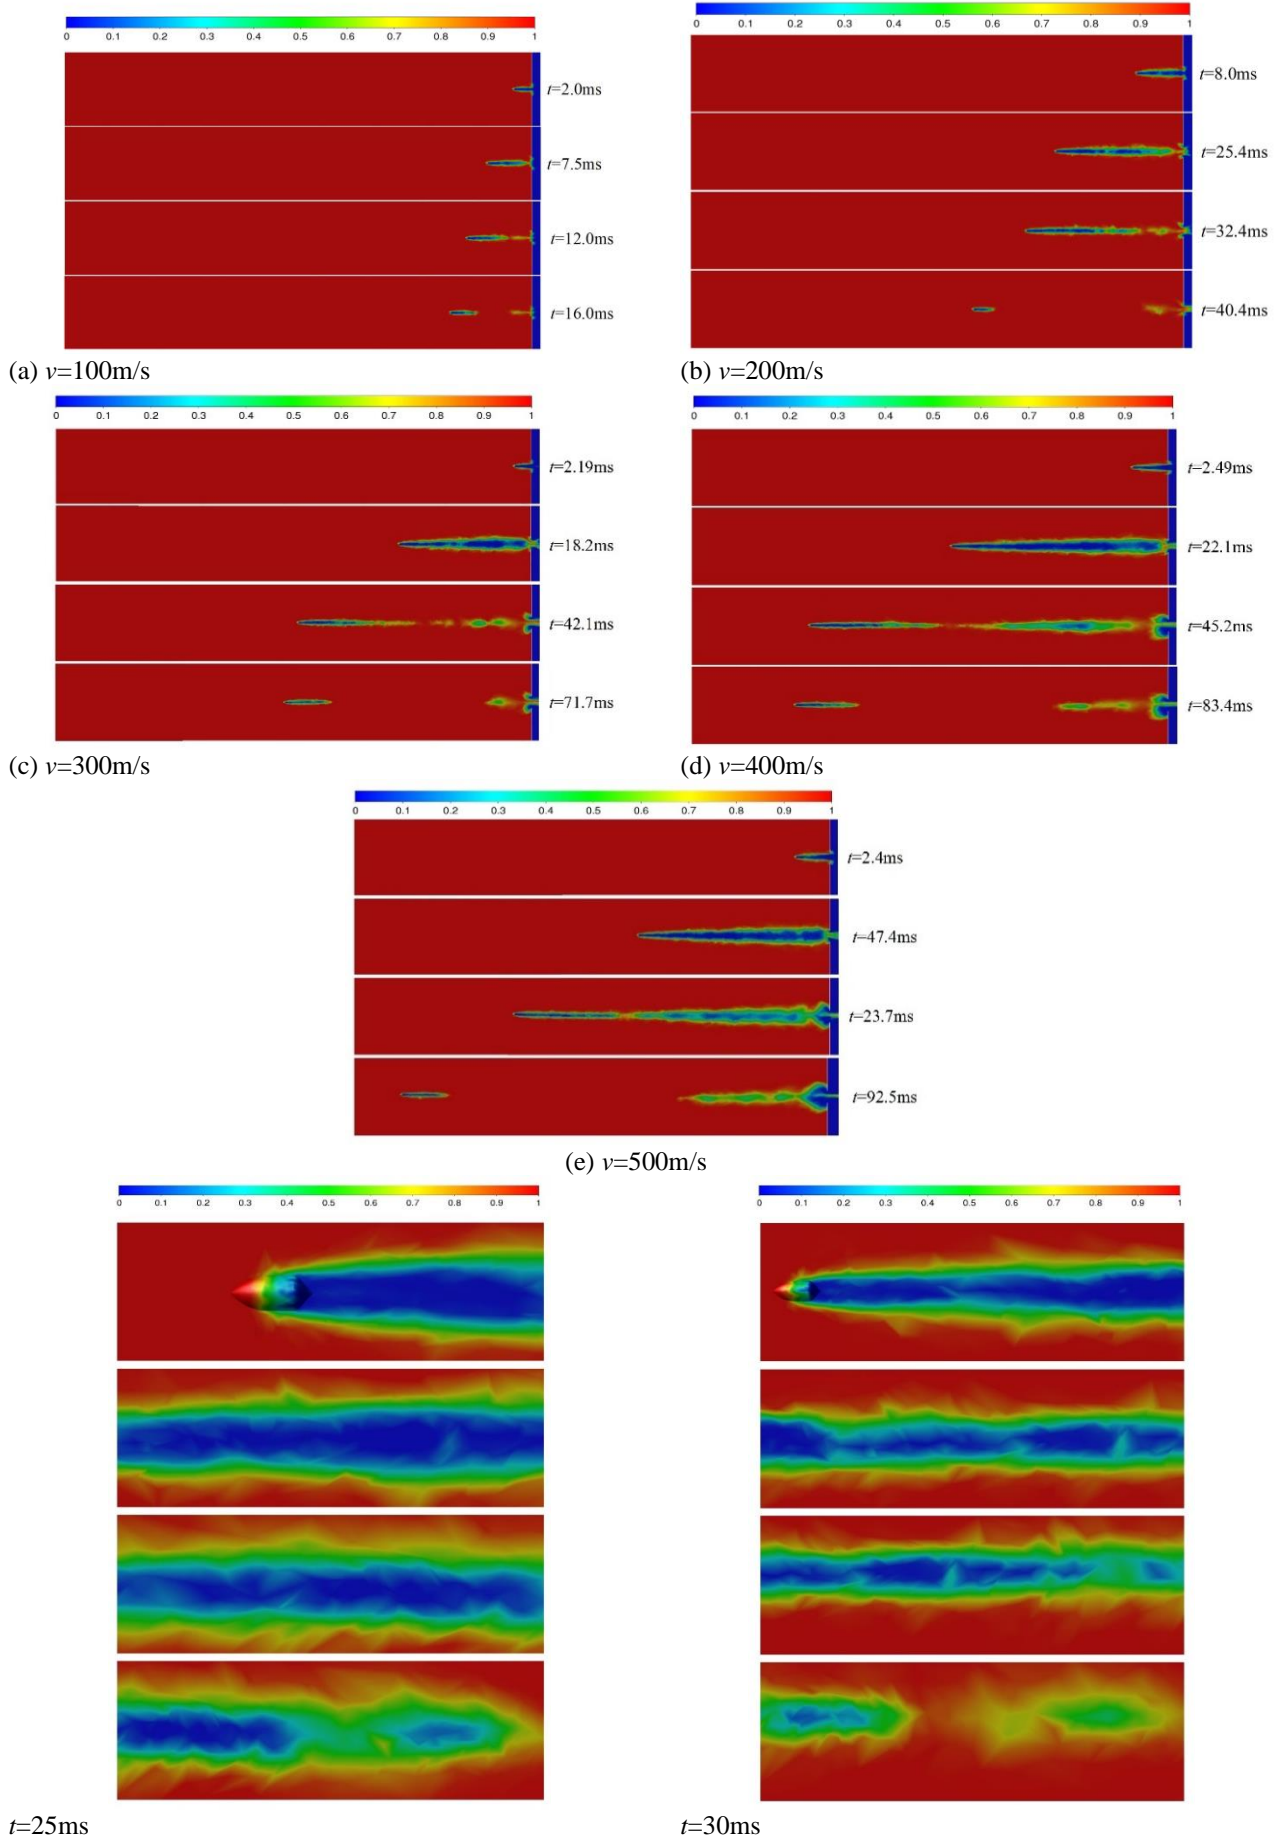 0 0.1 0.2 0.3 0.4 0.5 0.6 0.7 0.8 0.9 1
t=2.0ms
t=7.5ms
t=12.0ms
t=16.0ms
(a) v=100m/s
0 0.1 0.2 0.3 0.4 0.5 0.6 0.7 0.8 0.9 1
t=8.0ms
t=25.4ms
t=32.4ms
t=40.4ms
(b) v=200m/s
0 0.1 0.2 0.3 0.4 0.5 0.6 0.7 0.8 0.9 1
t=2.19ms
t=18.2ms
t=42.1ms
t=71.7ms
(c) v=300m/s
0 0.1 0.2 0.3 0.4 0.5 0.6 0.7 0.8 0.9 1
t=2.49ms
t=22.1ms
t=45.2ms
t=83.4ms
(d) v=400m/s
0 0.1 0.2 0.3 0.4 0.5 0.6 0.7 0.8 0.9 1
t=2.4ms
t=47.4ms
t=23.7ms
t=92.5ms
(e) v=500m/s
0 0.1 0.2 0.3 0.4 0.5 0.6 0.7 0.8 0.9 1
t=25ms
0 0.1 0.2 0.3 0.4 0.5 0.6 0.7 0.8 0.9 1
t=30ms